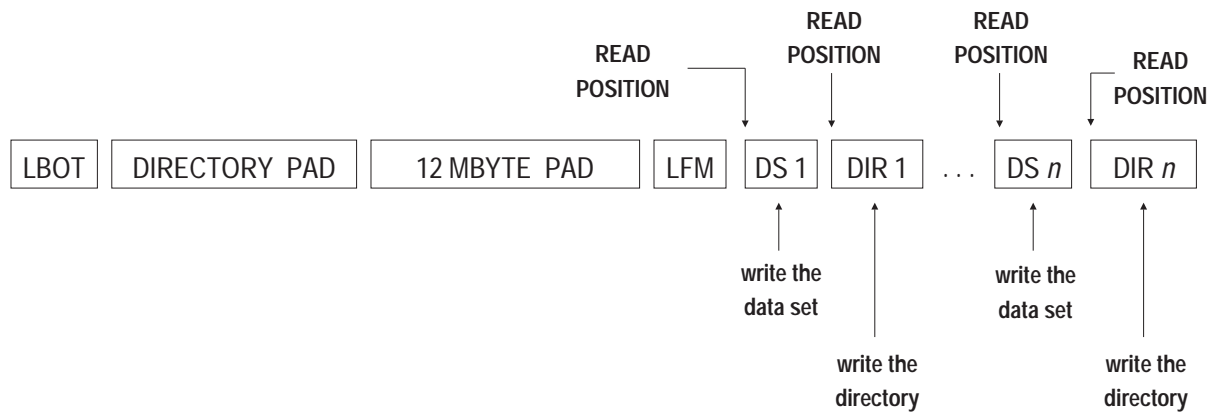 READ
POSITION
READ
POSITION
READ
POSITION
READ
POSITION
LBOT
DIRECTORY PAD
12 MBYTE PAD
LFM
DS 1
DIR 1
. . .
DS n
DIR n
write the
data set
write the
directory
write the
data set
write the
directory